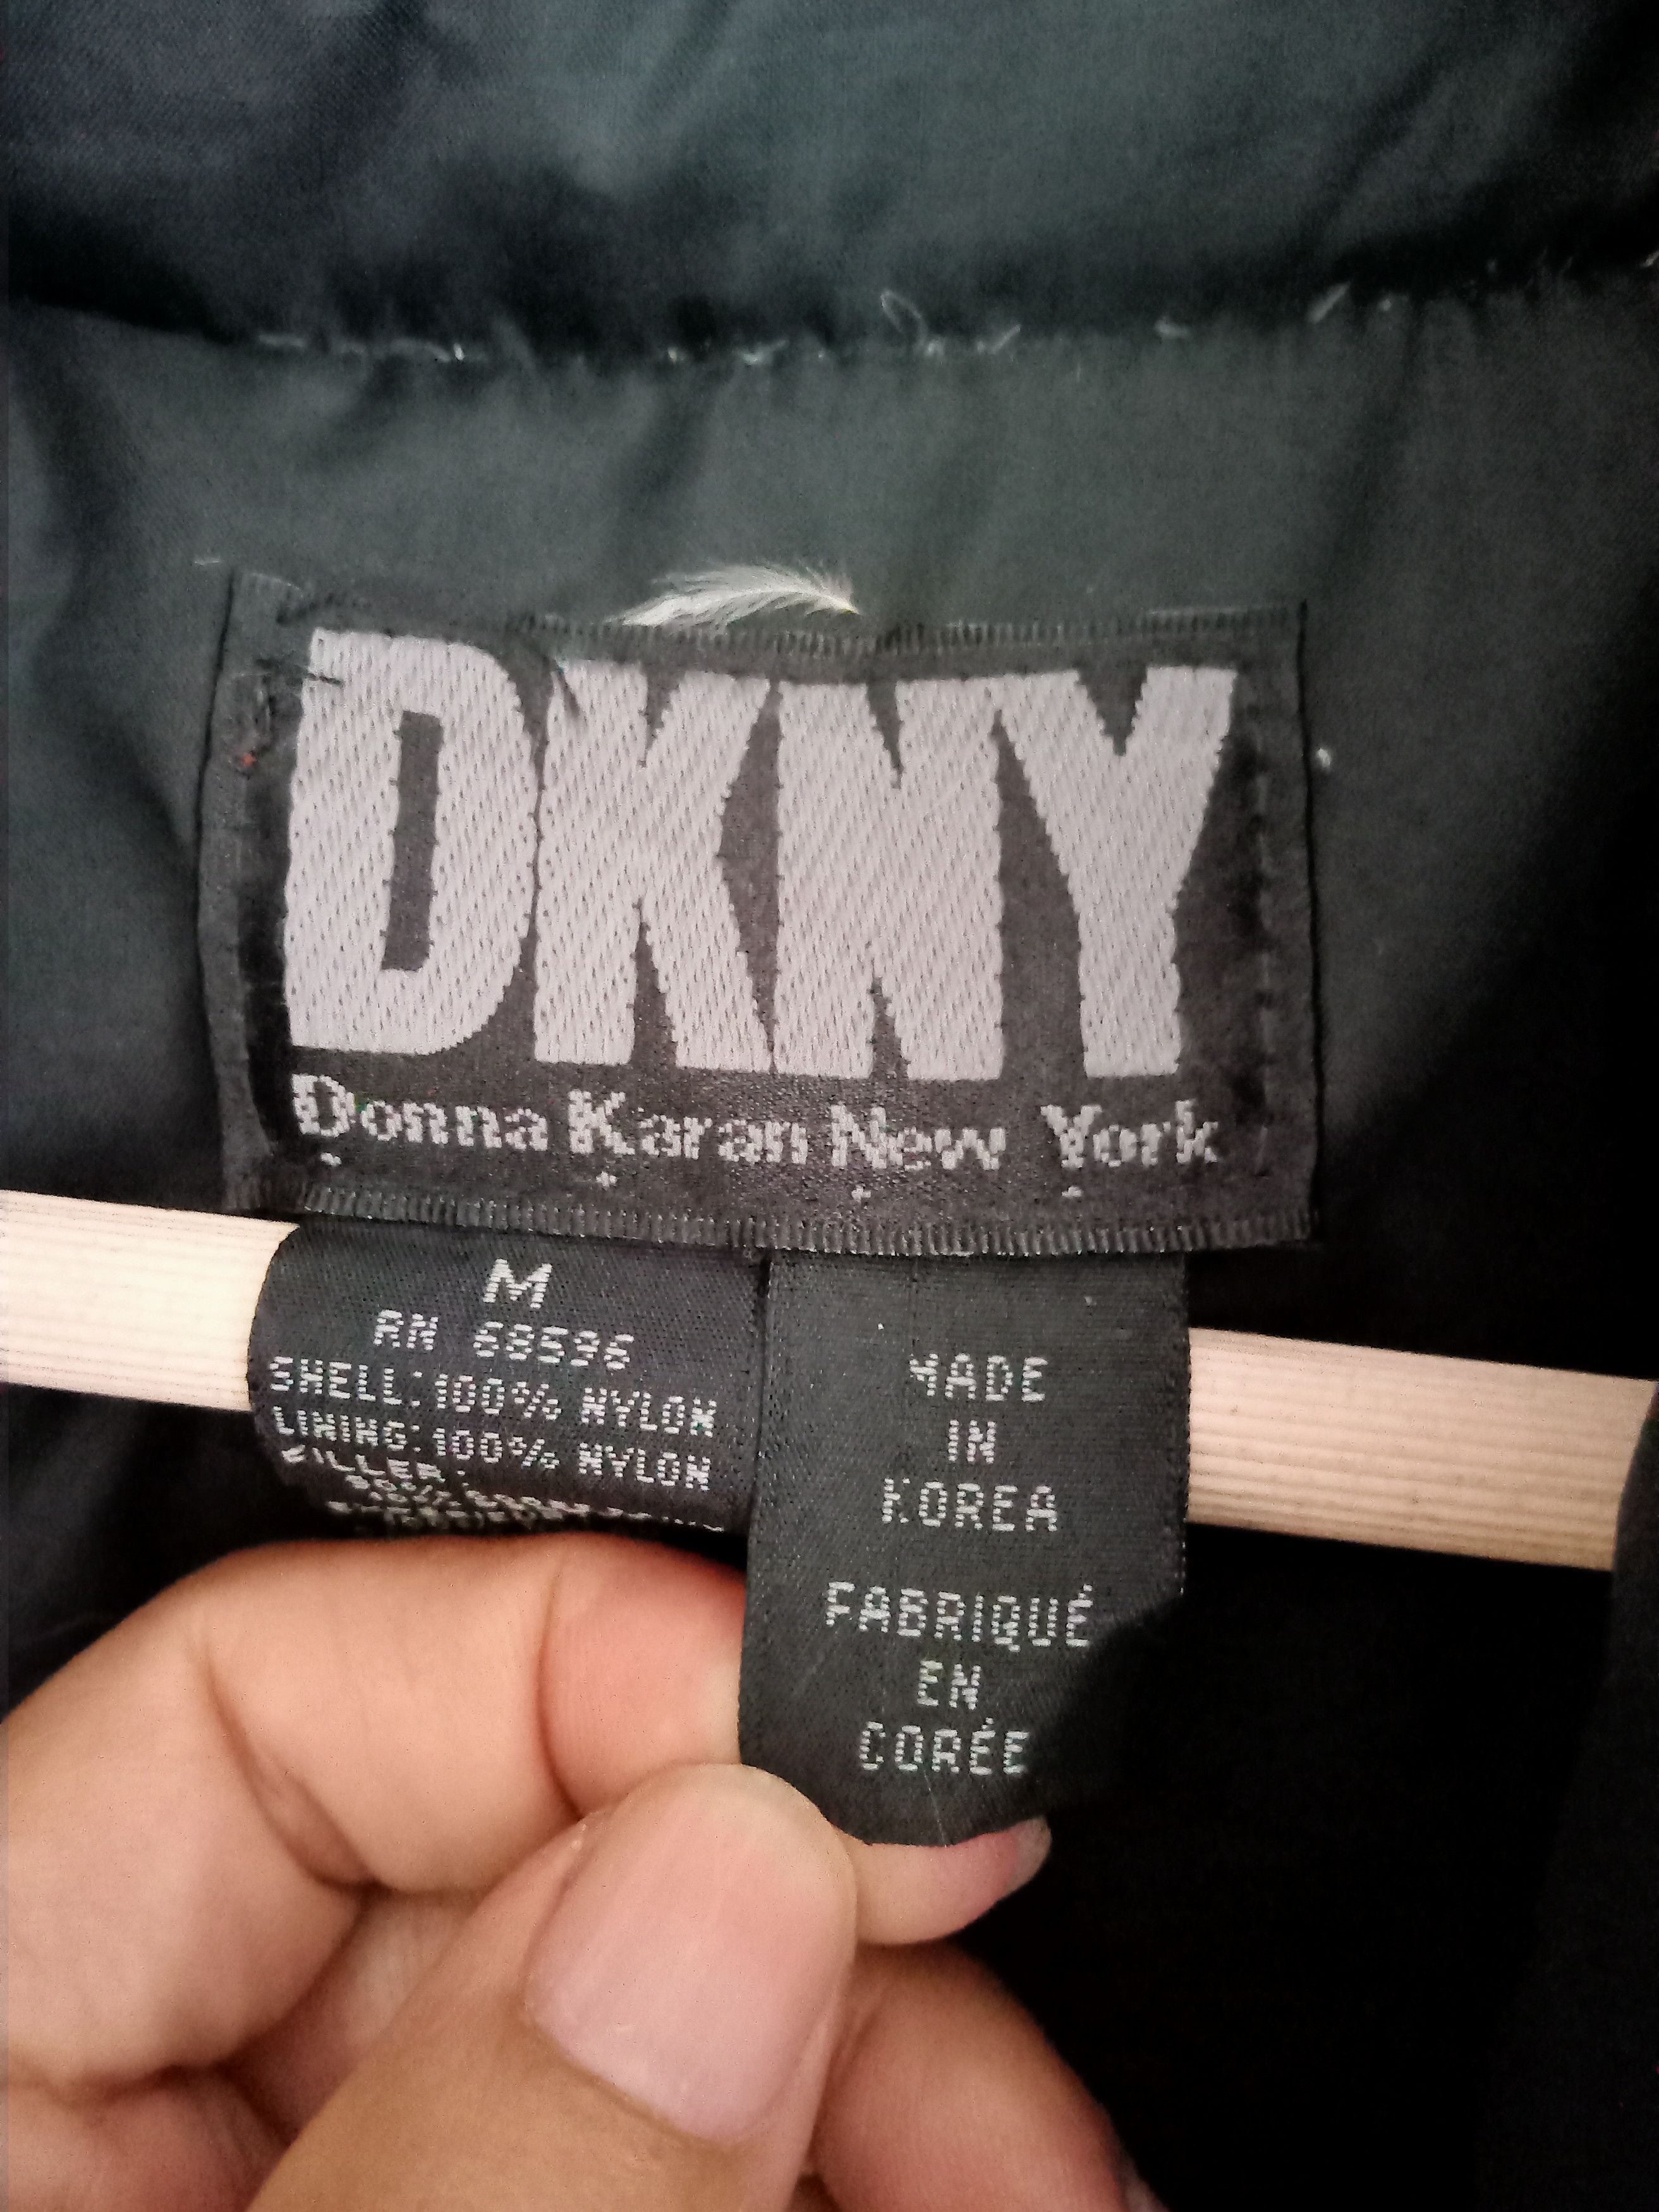 DKNY
Donna Karan New York
M
RN 68596
SHELL: 100% NYLON
LINING: 100% NYLON
FILLER:
MADE
IN
KOREA
FABRIQUÉ
EN
CORÉE